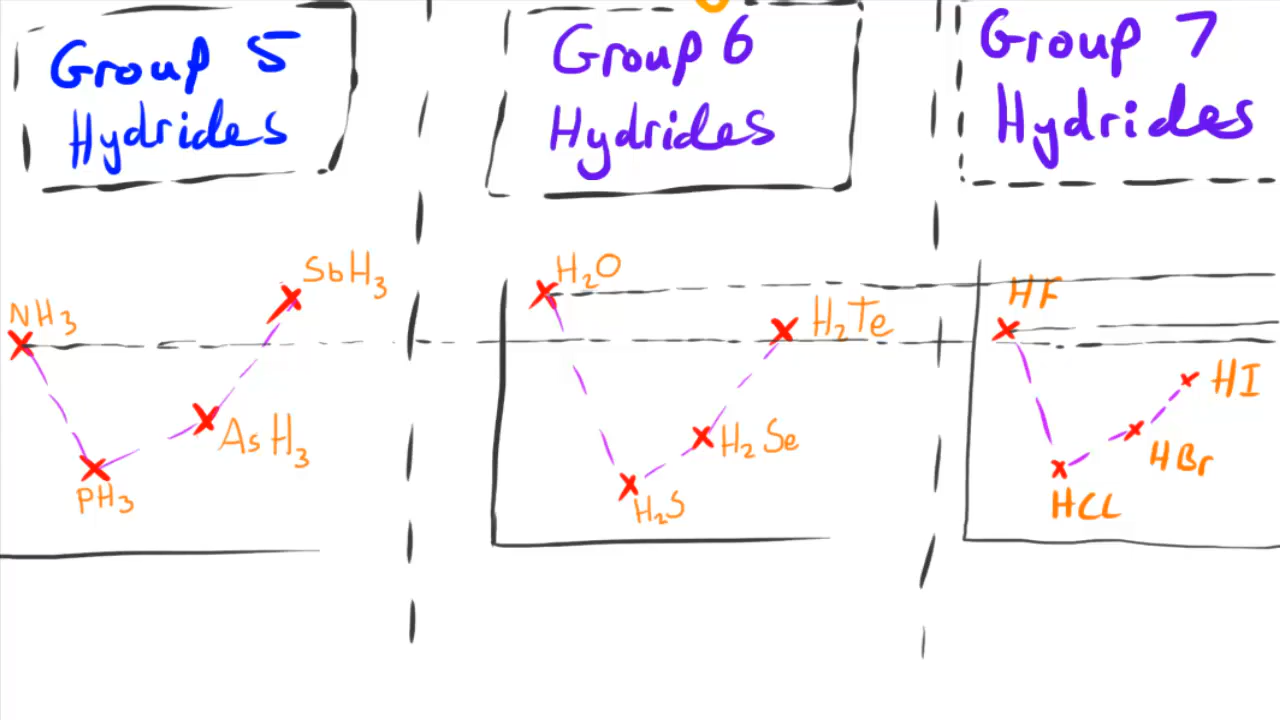 Group 5
Hydrides
Group 6
Hydrides
Group 7
Hydrides
NH3
PH3
AsH3
SbH3
H2O
H2S
H2Se
H2Te
HF
HCL
HBr
HI